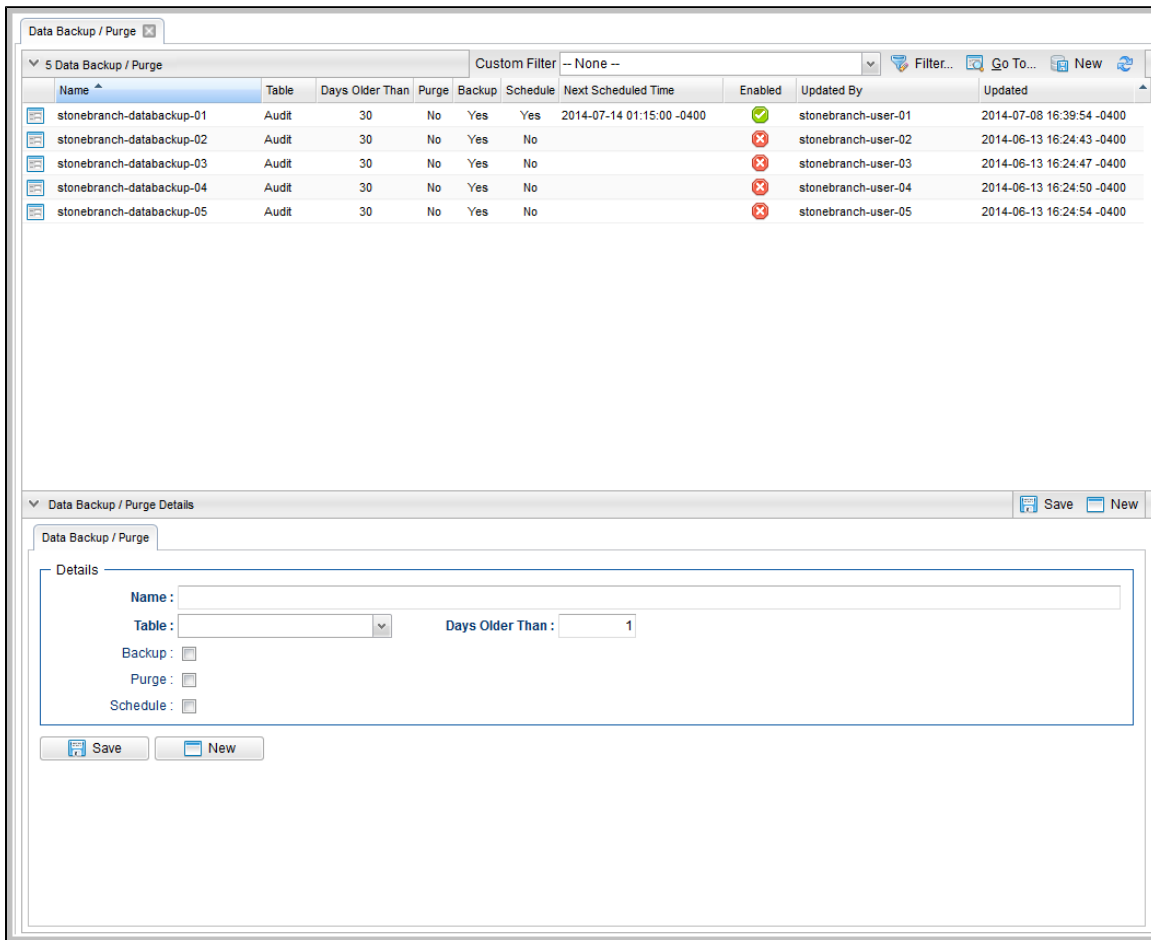 Data Backup / Purge
5 Data Backup / Purge Custom Filter -- None -- Filter... Go To... New
Name Table Days Older Than Purge Backup Schedule Next Scheduled Time Enabled Updated By Updated
stonebranch-databackup-01 Audit 30 No Yes Yes 2014-07-14 01:15:00 -0400 stonebranch-user-01 2014-07-08 16:39:54 -0400
stonebranch-databackup-02 Audit 30 No Yes No stonebranch-user-02 2014-06-13 16:24:43 -0400
stonebranch-databackup-03 Audit 30 No Yes No stonebranch-user-03 2014-06-13 16:24:47 -0400
stonebranch-databackup-04 Audit 30 No Yes No stonebranch-user-04 2014-06-13 16:24:50 -0400
stonebranch-databackup-05 Audit 30 No Yes No stonebranch-user-05 2014-06-13 16:24:54 -0400
Data Backup / Purge Details Save New
Data Backup / Purge
Details
Name :
Table : Days Older Than : 1
Backup :
Purge :
Schedule :
Save New